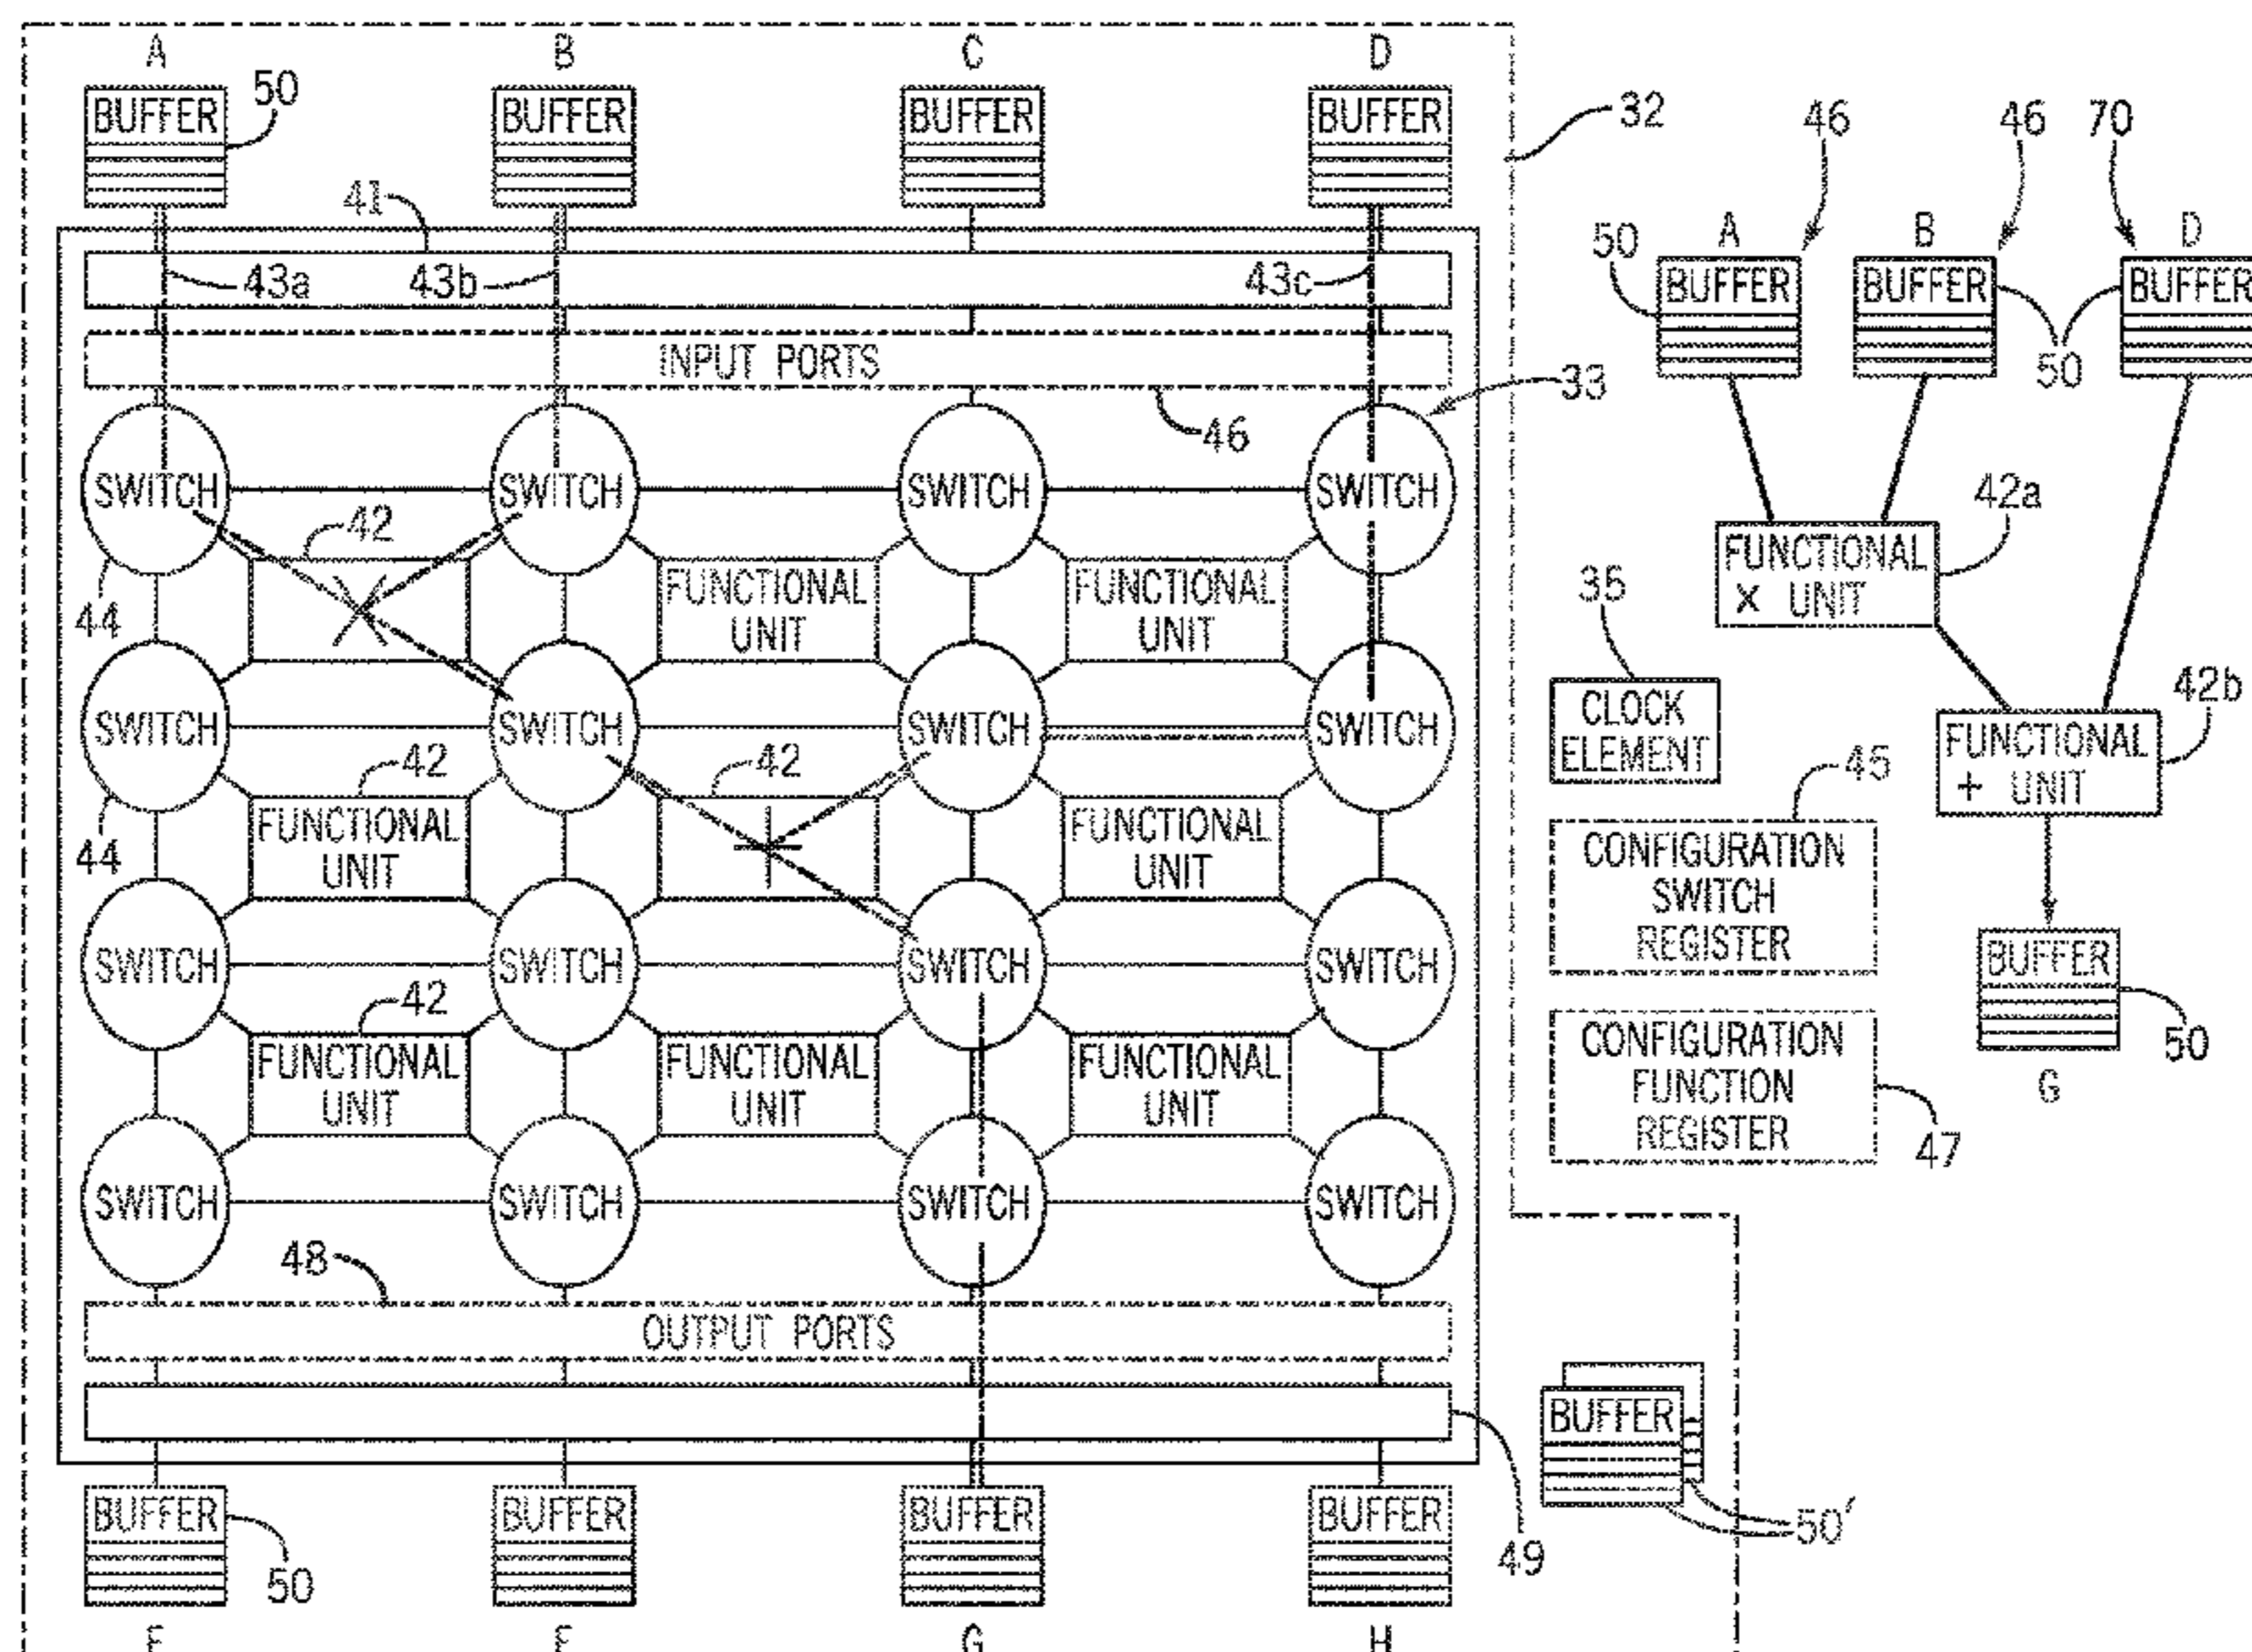 A B C D
BUFFER BUFFER BUFFER BUFFER
50
32
46 46 70
41
43a 43b 43c
INPUT PORTS
46
33
50
A B D
BUFFER BUFFER BUFFER
50
SWITCH SWITCH SWITCH SWITCH
42
44
FUNCTIONAL UNIT
FUNCTIONAL UNIT
FUNCTIONAL
× UNIT
42a
35
CLOCK
ELEMENT
SWITCH SWITCH SWITCH SWITCH
42 42
44
FUNCTIONAL UNIT
+
FUNCTIONAL UNIT
FUNCTIONAL
+ UNIT
42b
45
CONFIGURATION
SWITCH
REGISTER
SWITCH SWITCH SWITCH SWITCH
42
FUNCTIONAL UNIT
FUNCTIONAL UNIT
FUNCTIONAL UNIT
BUFFER
50
G
CONFIGURATION
FUNCTION
REGISTER
47
SWITCH SWITCH SWITCH SWITCH
48
OUTPUT PORTS
49
BUFFER
50′
BUFFER BUFFER BUFFER BUFFER
50
G H